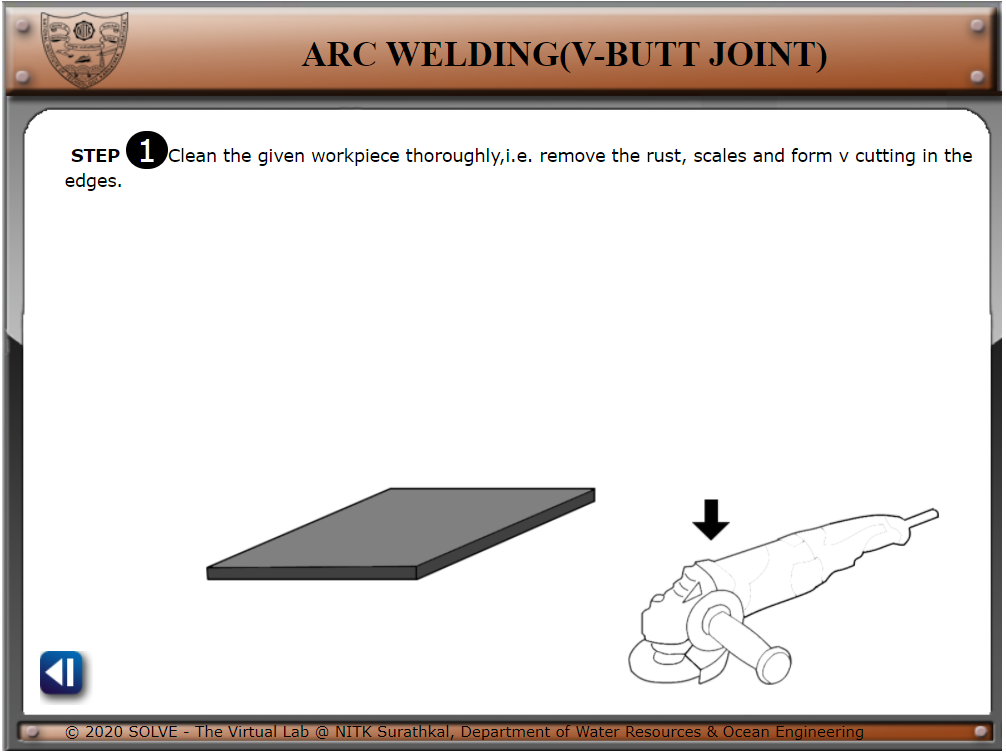 ARC WELDING(V-BUTT JOINT)
STEP 1 Clean the given workpiece thoroughly,i.e. remove the rust, scales and form v cutting in the
edges.
© 2020 SOLVE - The Virtual Lab @ NITK Surathkal, Department of Water Resources & Ocean Engineering